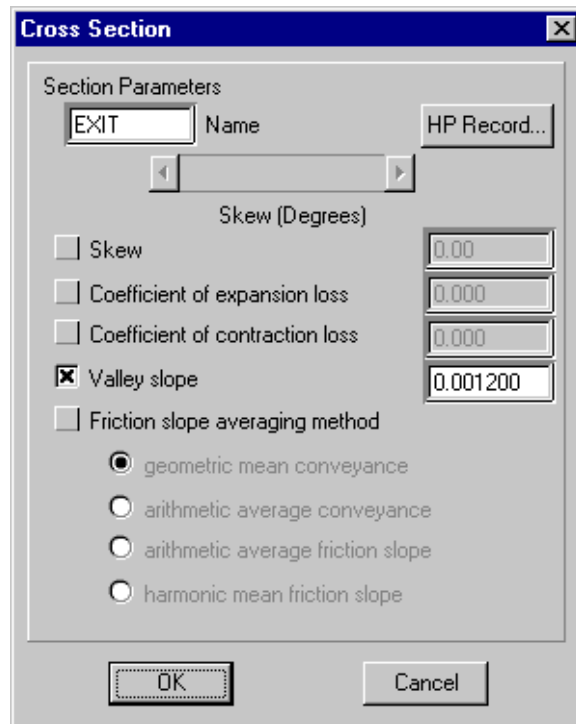 Cross Section
Section Parameters
EXIT Name HP Record...
Skew (Degrees)
Skew 0.00
Coefficient of expansion loss 0.000
Coefficient of contraction loss 0.000
Valley slope 0.001200
Friction slope averaging method
geometric mean conveyance
arithmetic average conveyance
arithmetic average friction slope
harmonic mean friction slope
OK Cancel